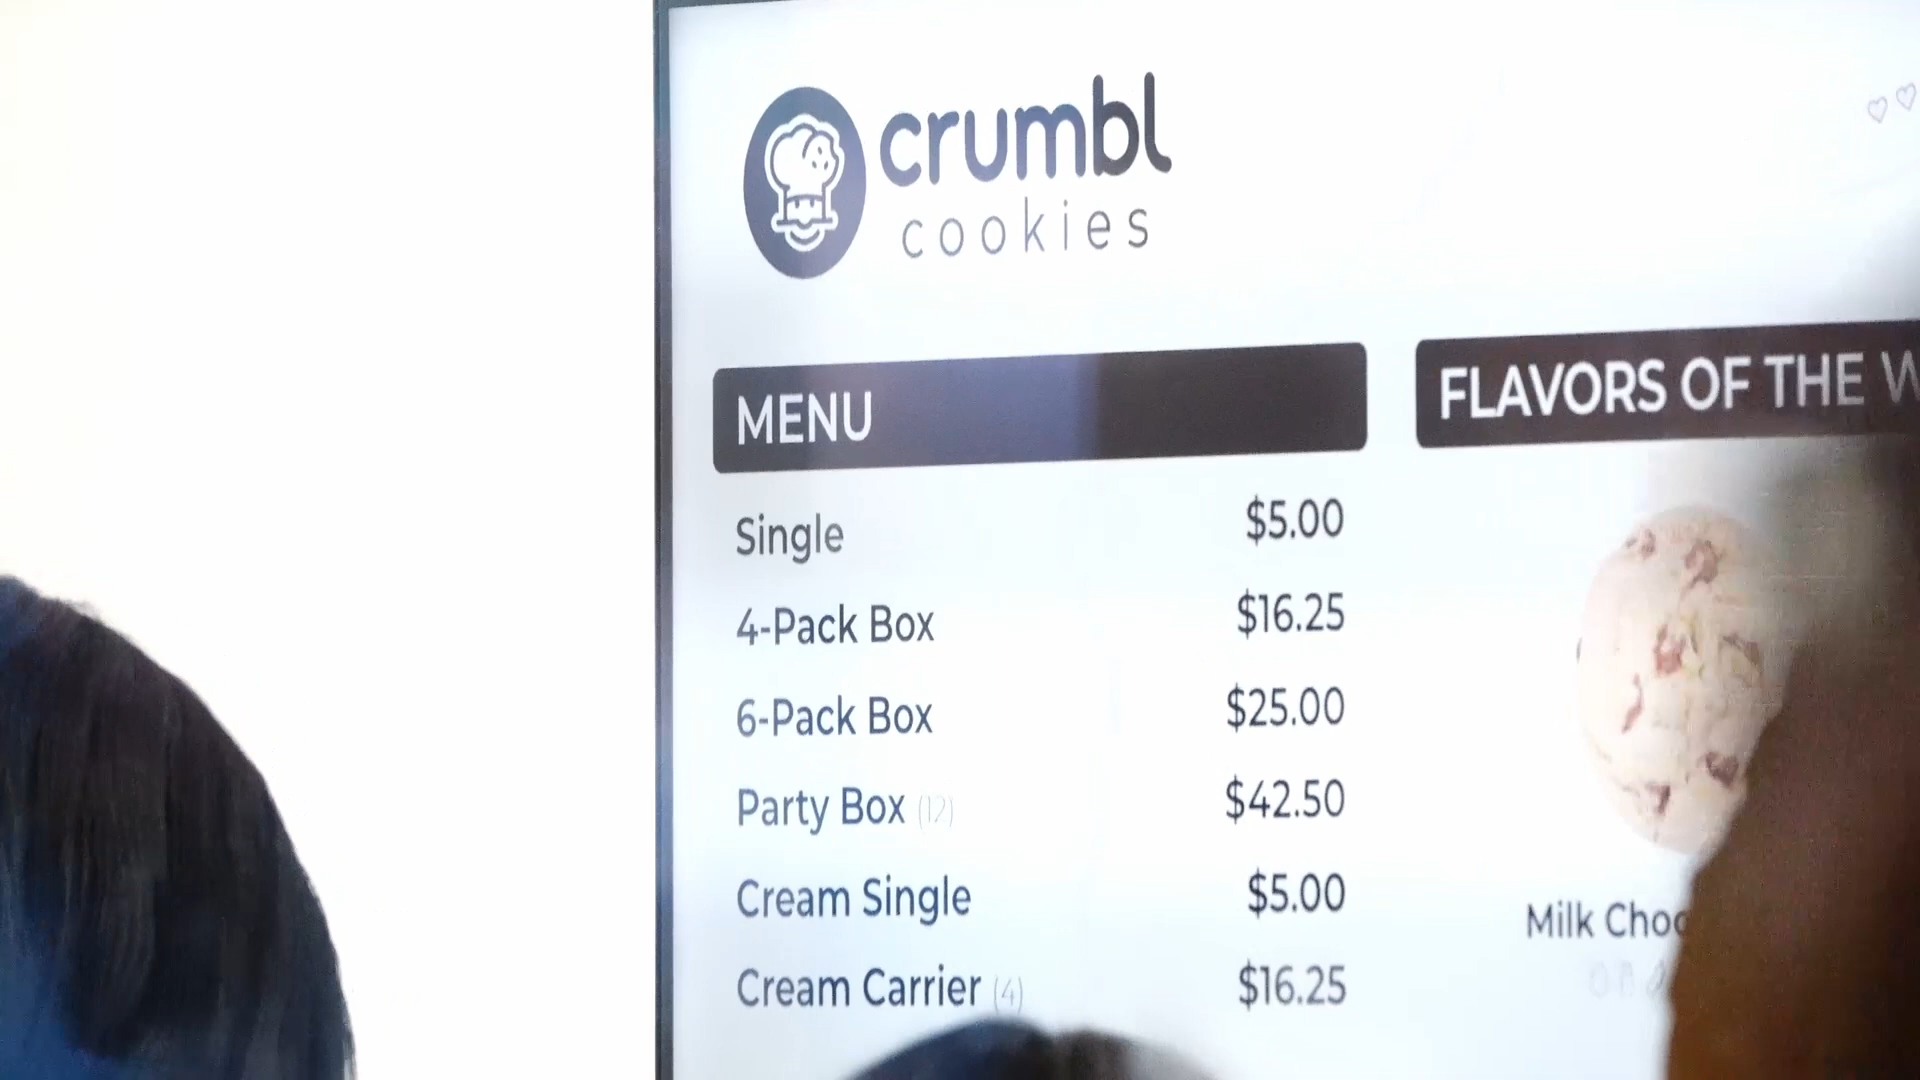 crumbl
cookies
MENU
Single $5.00
4-Pack Box $16.25
6-Pack Box $25.00
Party Box (12) $42.50
Cream Single $5.00
Cream Carrier (4) $16.25
FLAVORS OF THE
Milk